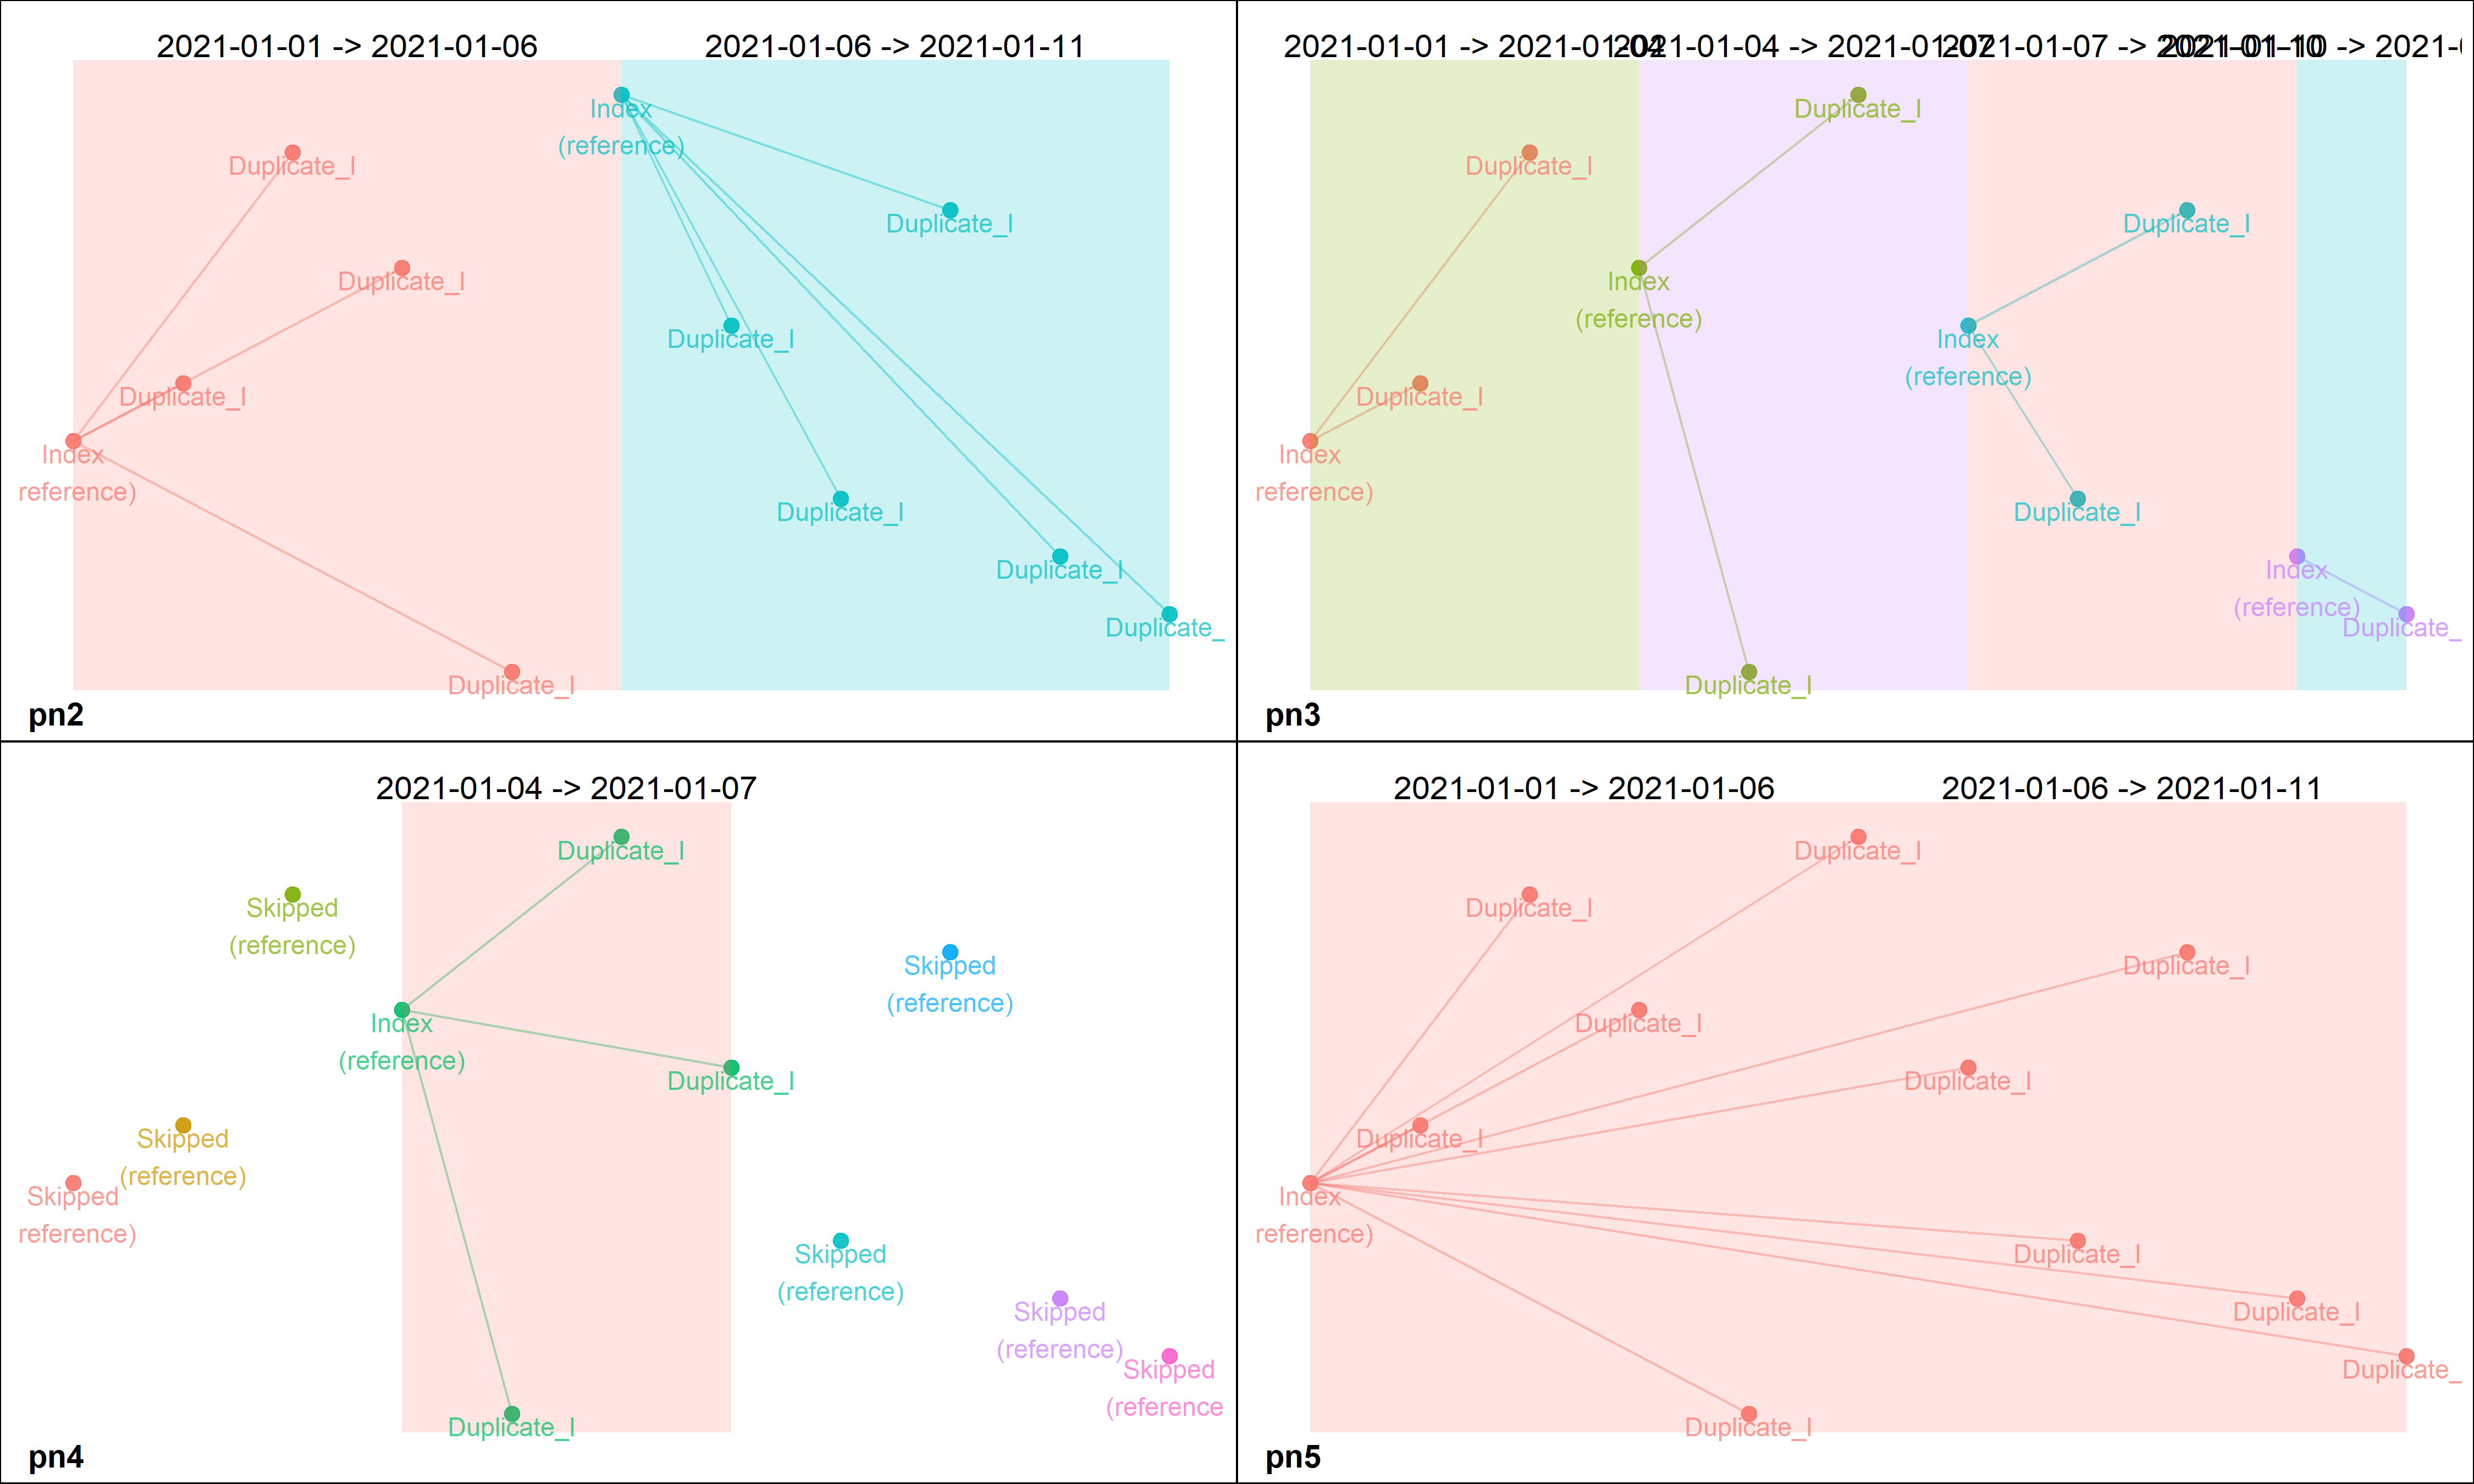 2021-01-01 -> 2021-01-06
2021-01-06 -> 2021-01-11
Index
(reference)
Duplicate_I
Duplicate_I
Duplicate_I
Duplicate_I
Duplicate_I
Index
reference)
Duplicate_I
Duplicate_I
Duplicate_
Duplicate_I
pn2
2021-01-01 -> 2021-01-04
2021-01-04 -> 2021-01-07
2021-01-07 -> 2021-01-10
2021-01-10 -> 2021-
Duplicate_I
Duplicate_I
Duplicate_I
Index
(reference)
Index
(reference)
Duplicate_I
Index
reference)
Duplicate_I
Index
(reference)
Duplicate_
Duplicate_I
pn3
2021-01-04 -> 2021-01-07
Duplicate_I
Skipped
(reference)
Skipped
(reference)
Index
(reference)
Duplicate_I
Skipped
(reference)
Skipped
reference)
Skipped
(reference)
Skipped
(reference)
Skipped
(reference
Duplicate_I
pn4
2021-01-01 -> 2021-01-06
2021-01-06 -> 2021-01-11
Duplicate_I
Duplicate_I
Duplicate_I
Duplicate_I
Duplicate_I
Duplicate_I
Index
reference)
Duplicate_I
Duplicate_I
Duplicate_
Duplicate_I
pn5